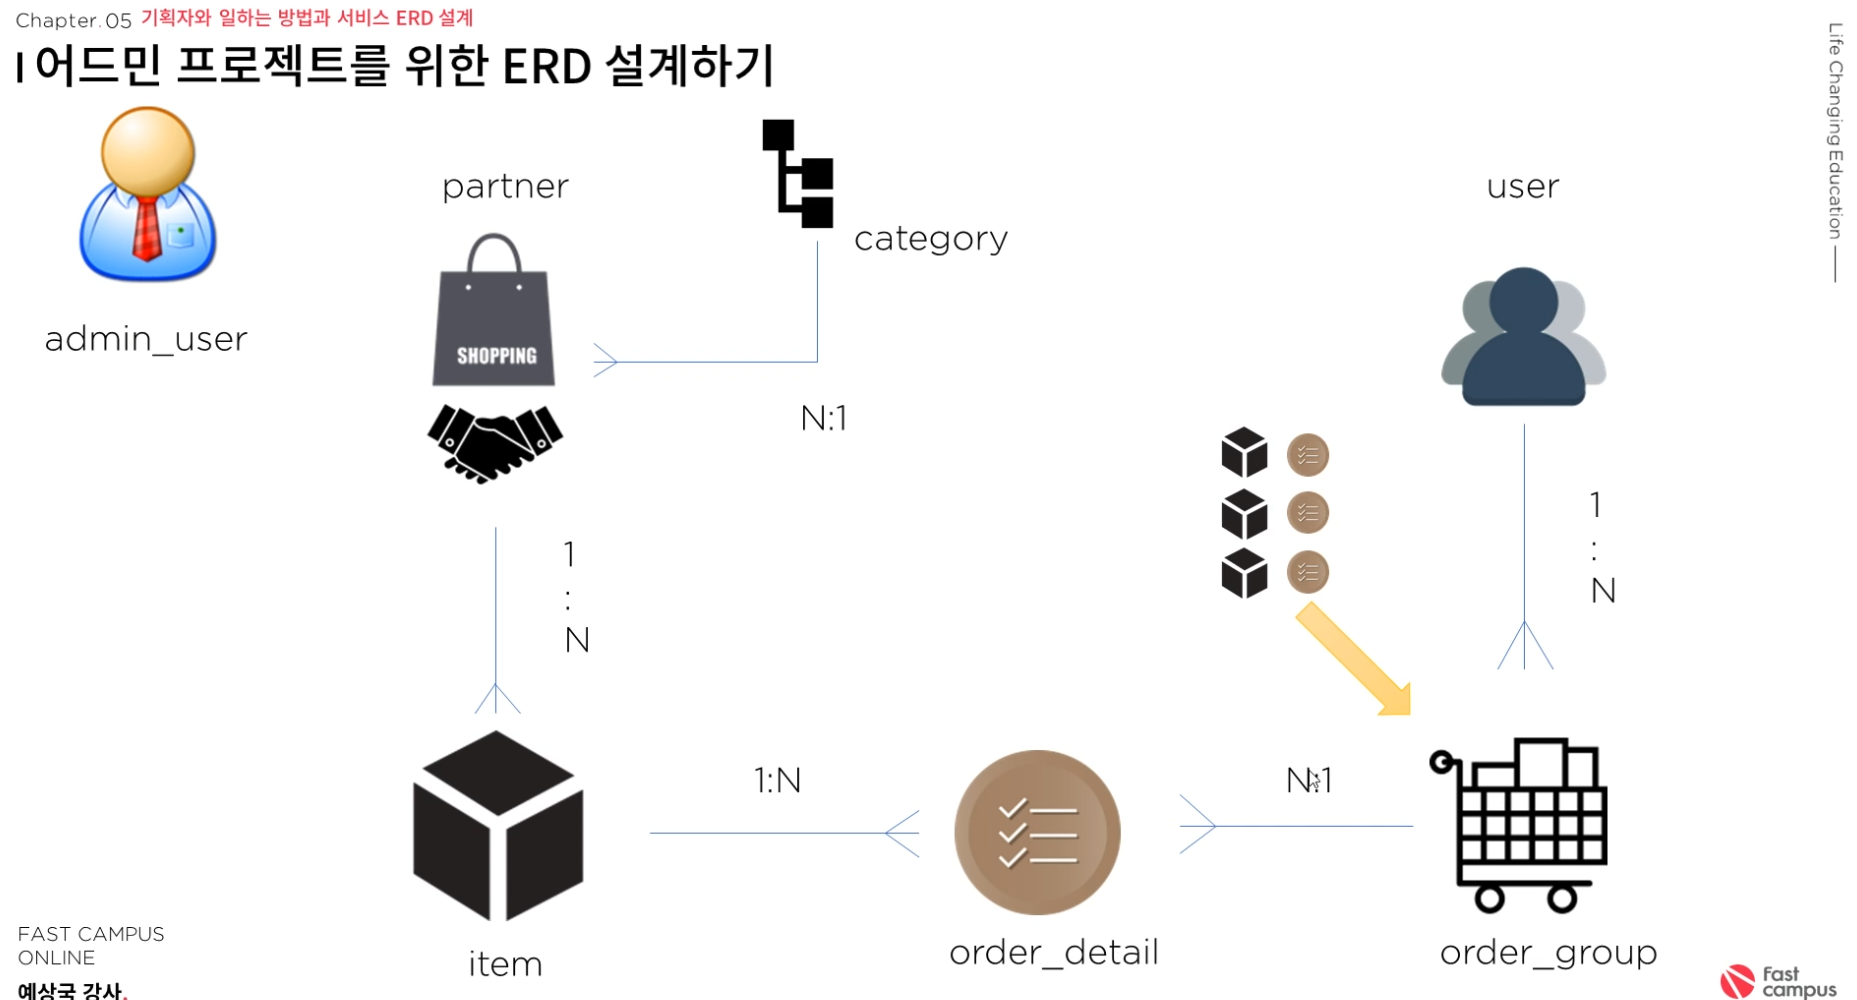 Chapter. 05 기획자와 일하는 방법과 서비스 ERD 설계
어드민 프로젝트를 위한 ERD 설계하기
Life Changing Education
partner
user
category
admin_user
SHOPPING
N:1
1
:
N
1
:
N
1:N
N:1
item
order_detail
order_group
FAST CAMPUS
ONLINE
예상국 강사.
Fast
campus